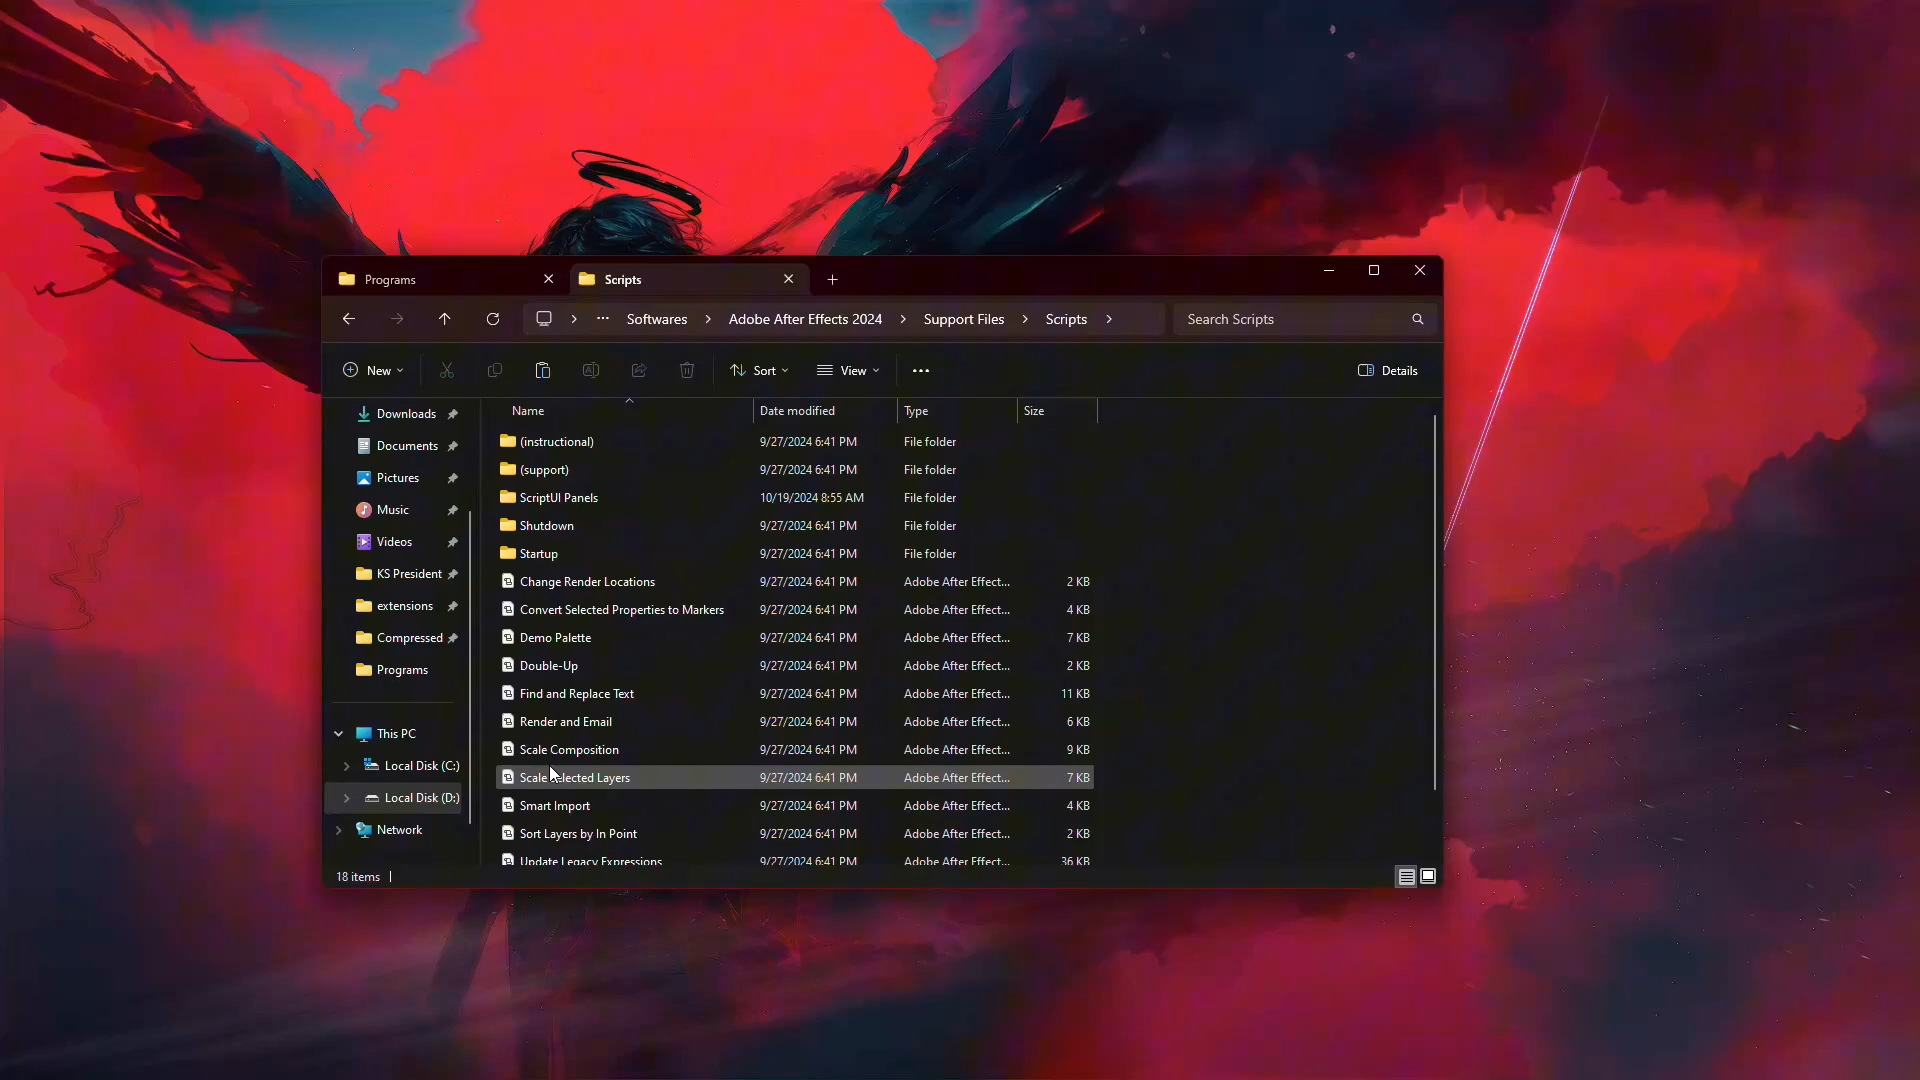 Programs
Scripts
Softwares > Adobe After Effects 2024 > Support Files > Scripts >
Search Scripts
New
Sort
View
Details
Downloads
Documents
Pictures
Music
Videos
KS President
extensions
Compressed
Programs
This PC
Local Disk (C:)
Local Disk (D:)
Network
Name Date modified Type Size
(instructional) 9/27/2024 6:41 PM File folder
(support) 9/27/2024 6:41 PM File folder
ScriptUI Panels 10/19/2024 8:55 AM File folder
Shutdown 9/27/2024 6:41 PM File folder
Startup 9/27/2024 6:41 PM File folder
Change Render Locations 9/27/2024 6:41 PM Adobe After Effect... 2 KB
Convert Selected Properties to Markers 9/27/2024 6:41 PM Adobe After Effect... 4 KB
Demo Palette 9/27/2024 6:41 PM Adobe After Effect... 7 KB
Double-Up 9/27/2024 6:41 PM Adobe After Effect... 2 KB
Find and Replace Text 9/27/2024 6:41 PM Adobe After Effect... 11 KB
Render and Email 9/27/2024 6:41 PM Adobe After Effect... 6 KB
Scale Composition 9/27/2024 6:41 PM Adobe After Effect... 9 KB
Scale Selected Layers 9/27/2024 6:41 PM Adobe After Effect... 7 KB
Smart Import 9/27/2024 6:41 PM Adobe After Effect... 4 KB
Sort Layers by In Point 9/27/2024 6:41 PM Adobe After Effect... 2 KB
Update Legacy Expressions 9/27/2024 6:41 PM Adobe After Effect... 36 KB
18 items